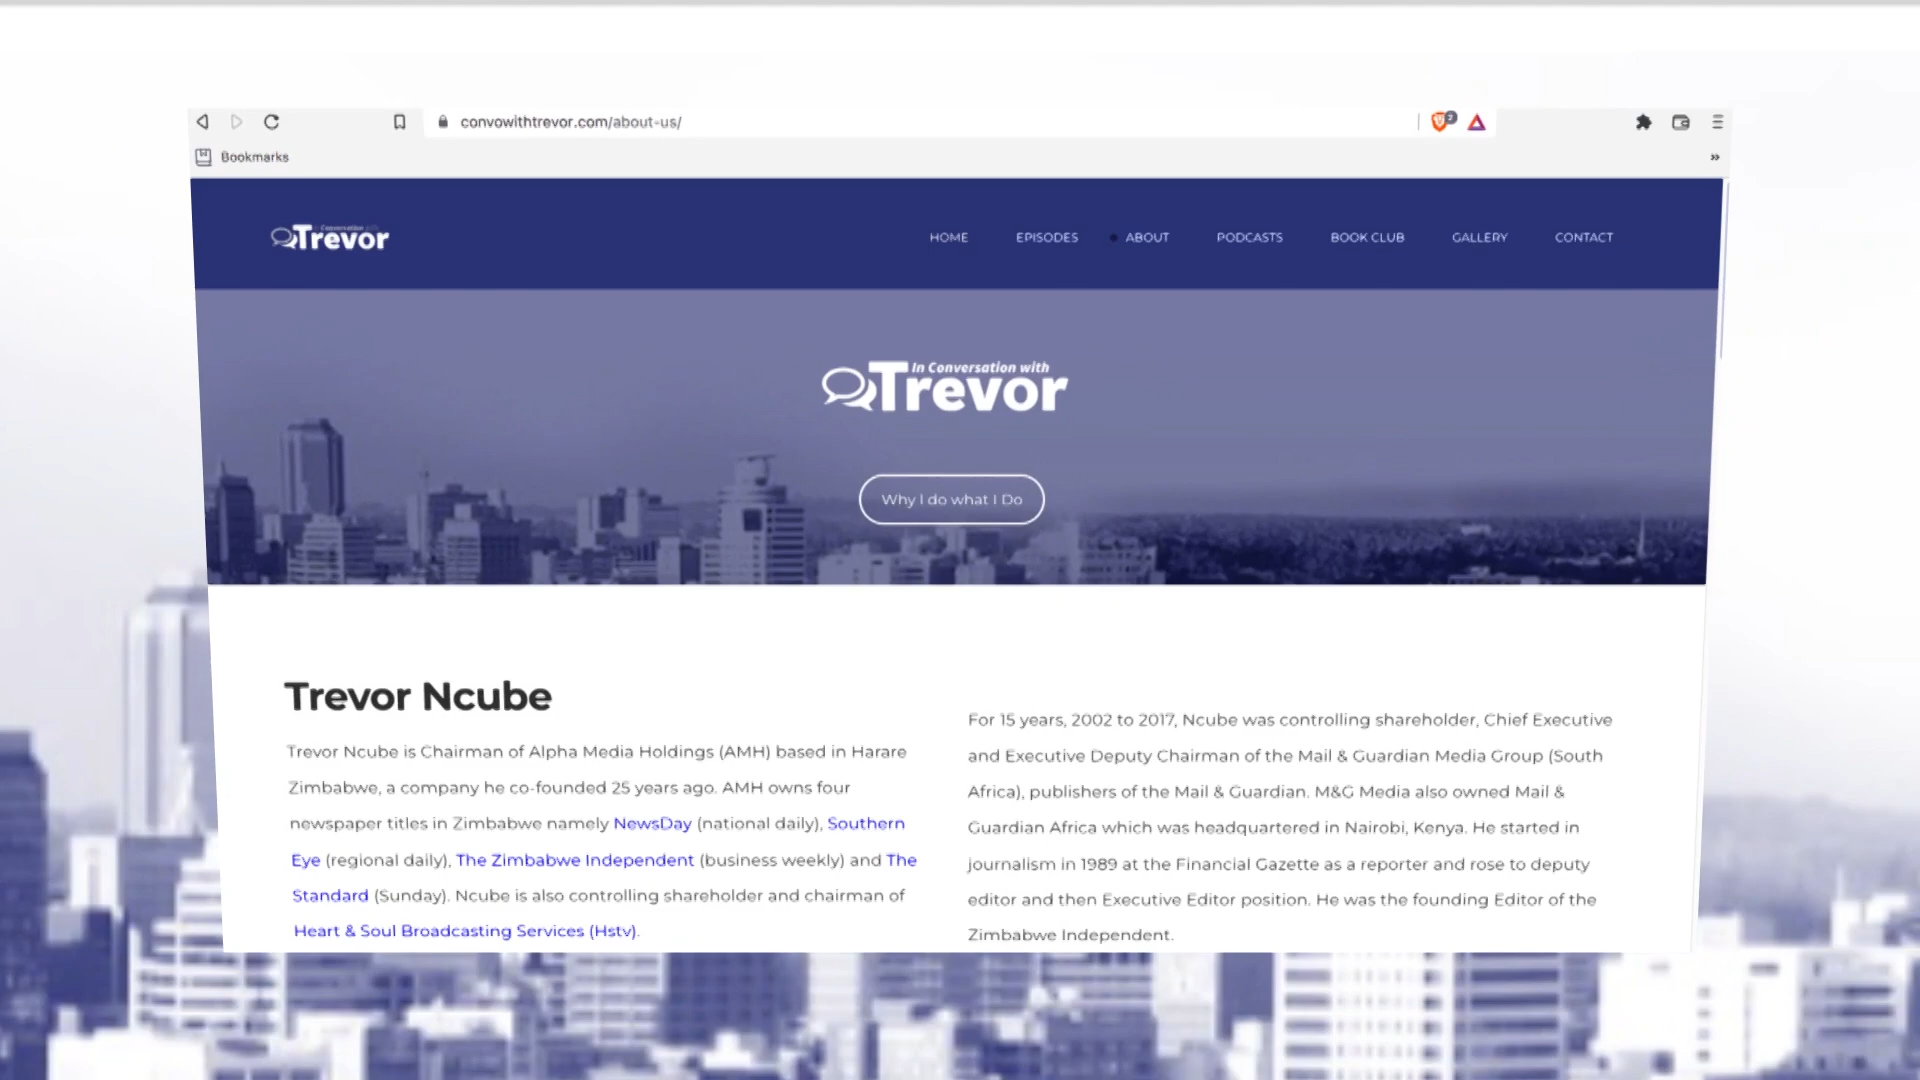 convowithtrevor.com/about-us/
2
Bookmarks
»
Trevor
HOME
EPISODES
ABOUT
PODCASTS
BOOK CLUB
GALLERY
CONTACT
In Conversation with
Trevor
Why I do what I Do
Trevor Ncube
Trevor Ncube is Chairman of Alpha Media Holdings (AMH) based in Harare
Zimbabwe, a company he co-founded 25 years ago. AMH owns four
newspaper titles in Zimbabwe namely NewsDay (national daily), Southern
Eye (regional daily), The Zimbabwe Independent (business weekly) and The
Standard (Sunday). Ncube is also controlling shareholder and chairman of
Heart & Soul Broadcasting Services (Hstv).
For 15 years, 2002 to 2017, Ncube was controlling shareholder, Chief Executive
and Executive Deputy Chairman of the Mail & Guardian Media Group (South
Africa), publishers of the Mail & Guardian. M&G Media also owned Mail &
Guardian Africa which was headquartered in Nairobi, Kenya. He started in
journalism in 1989 at the Financial Gazette as a reporter and rose to deputy
editor and then Executive Editor position. He was the founding Editor of the
Zimbabwe Independent.